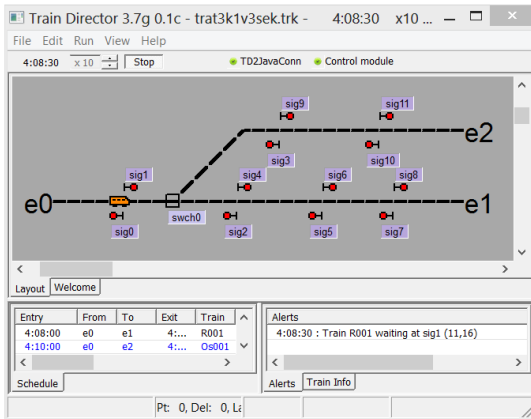 Train Director 3.7g 0.1c - trat3k1v3sek.trk - 4:08:30 x10 ...
File Edit Run View Help
4:08:30 x 10 Stop TD2JavaConn Control module
sig9 sig11
e2
sig1 sig3 sig10
sig4 sig6 sig8
e0 e1
sig0 swch0 sig2 sig5 sig7
Layout Welcome
Entry From To Exit Train
4:08:00 e0 e1 4:... R001
4:10:00 e0 e2 4:... Os001
Schedule
Alerts
4:08:30 : Train R001 waiting at sig1 (11,16)
Alerts Train Info
Pt: 0, Del: 0, La